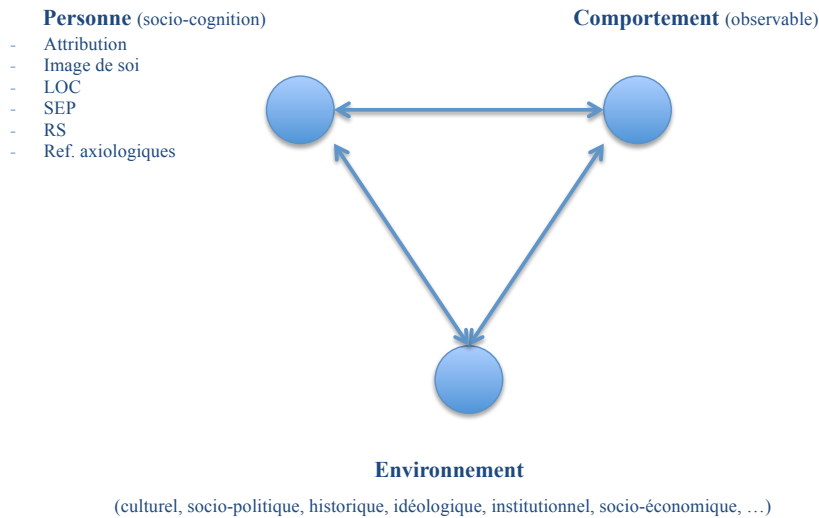 Personne (socio-cognition)
- Attribution
- Image de soi
- LOC
- SEP
- RS
- Ref. axiologiques
Comportement (observable)
Environnement
(culturel, socio-politique, historique, idéologique, institutionnel, socio-économique, …)